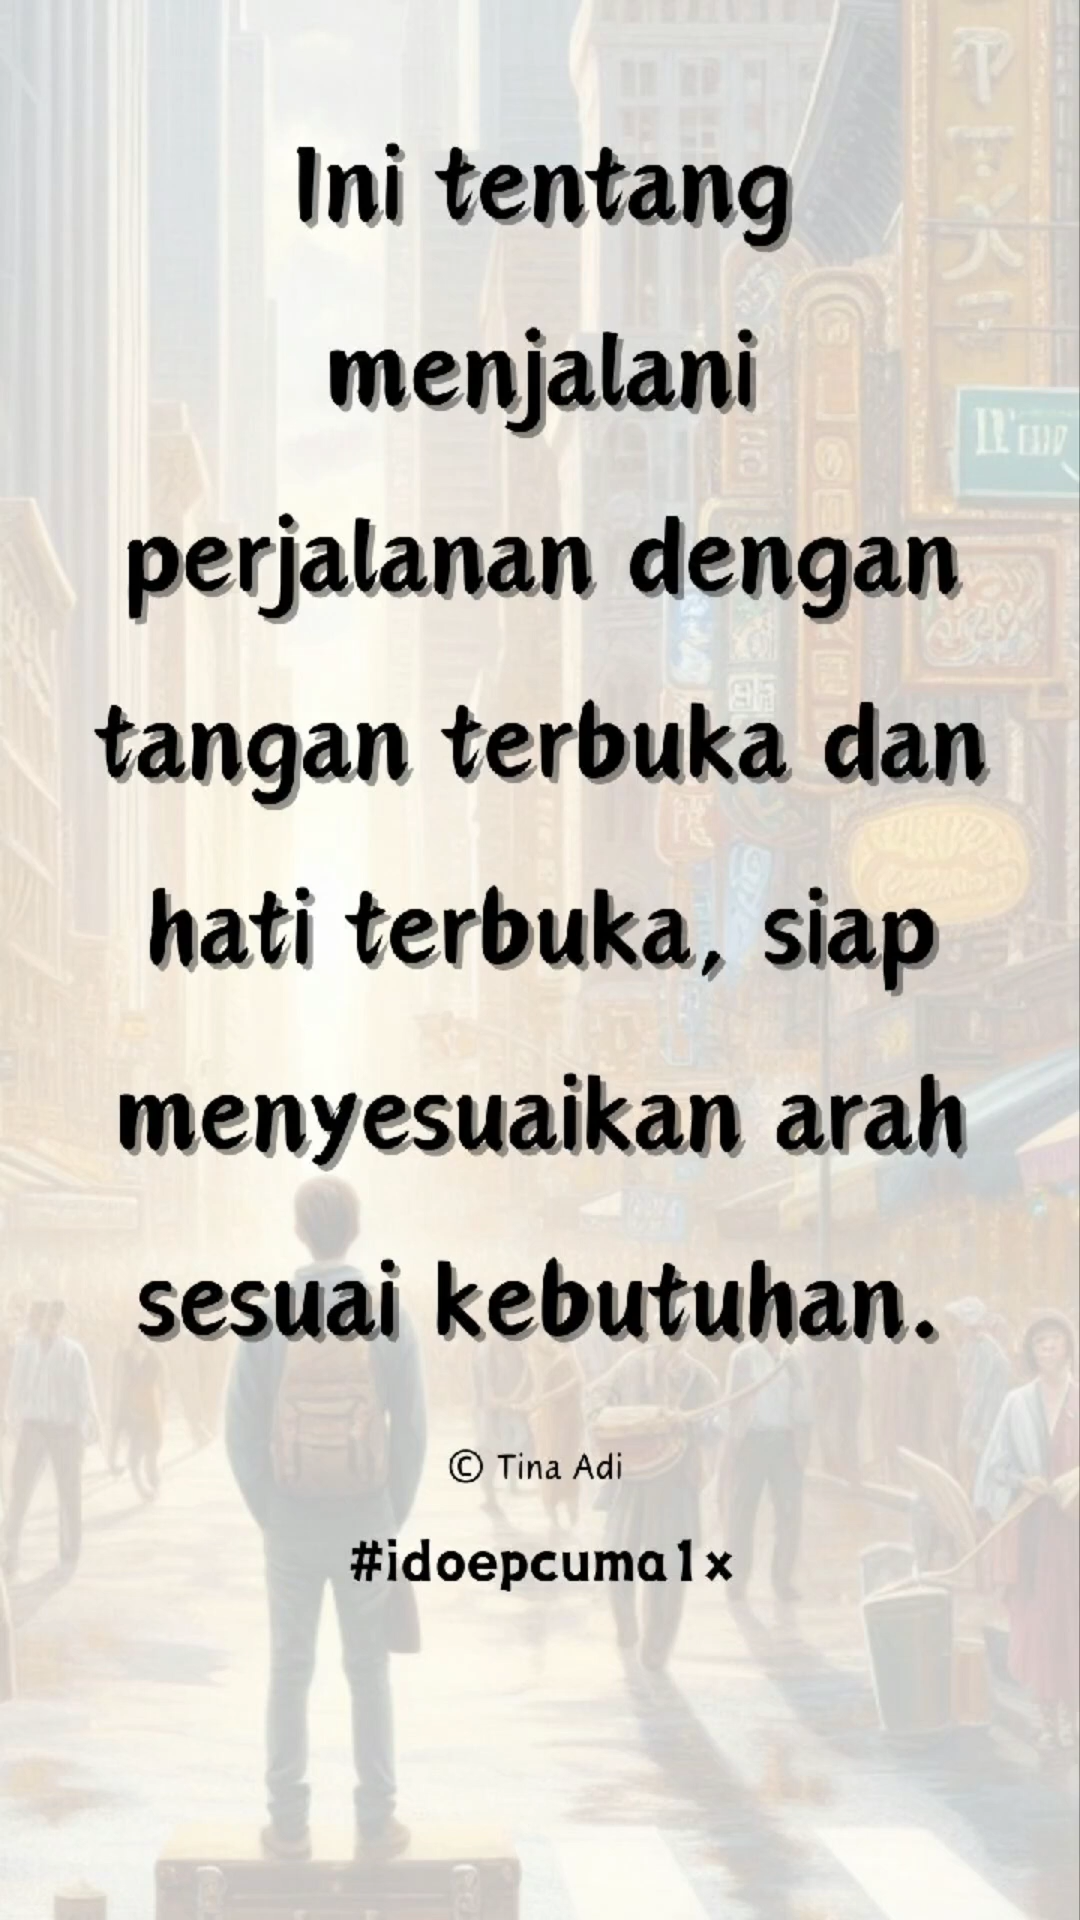 Ini tentang
menjalani
perjalanan dengan
tangan terbuka dan
hati terbuka, siap
menyesuaikan arah
sesuai kebutuhan.
© Tina Adi
#idoepcuma1x